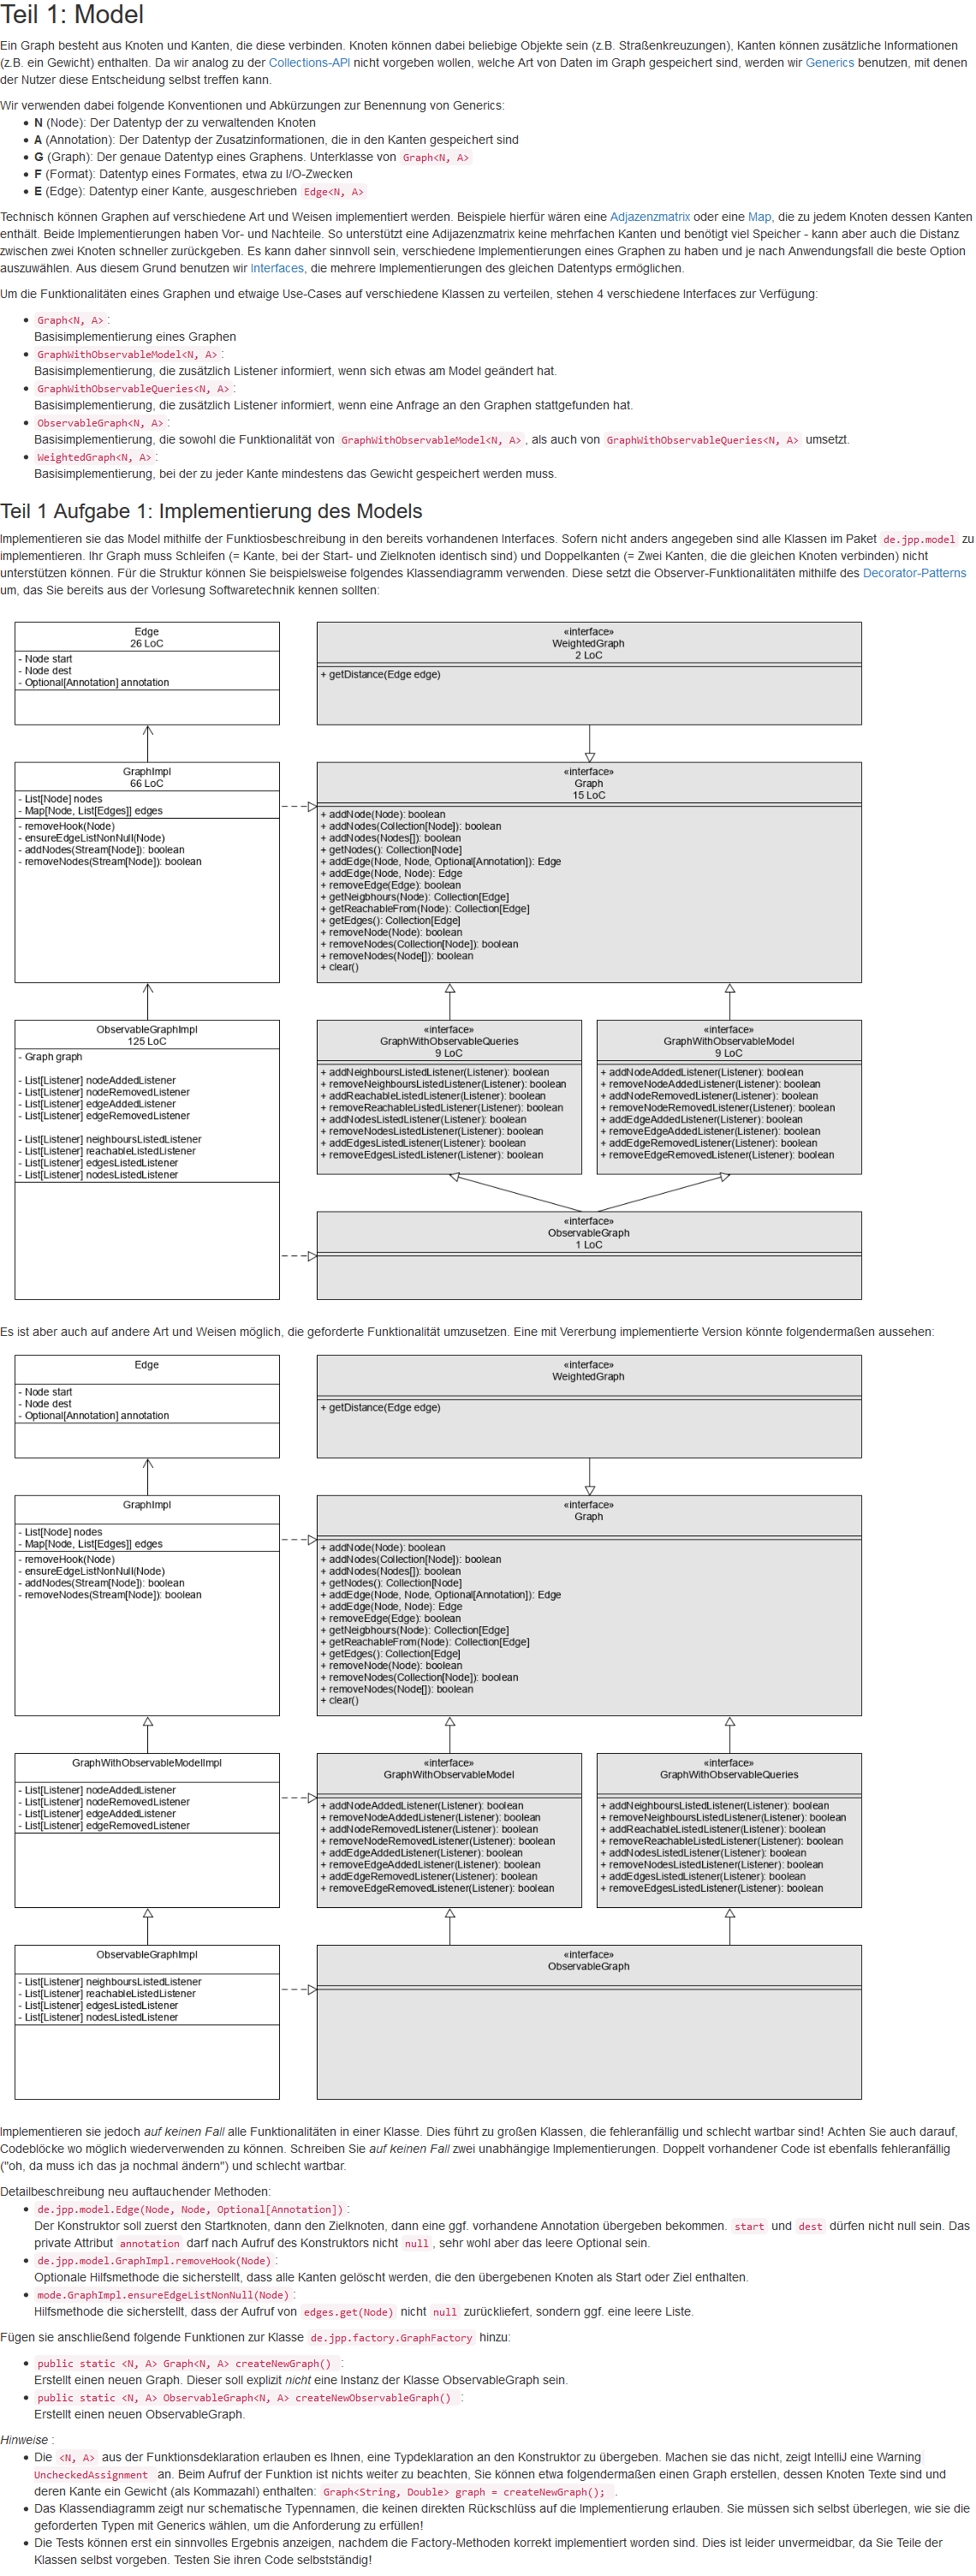 Teil 1: Model
Ein Graph besteht aus Knoten und Kanten, die diese verbinden. Knoten können dabei beliebige Objekte sein (z.B. Straßenkreuzungen), Kanten können zusätzliche Informationen
(z.B. ein Gewicht) enthalten. Da wir analog zu der Collections-API nicht vorgeben wollen, welche Art von Daten im Graph gespeichert sind, werden wir Generics benutzen, mit denen
der Nutzer diese Entscheidung selbst treffen kann.
Wir verwenden dabei folgende Konventionen und Abkürzungen zur Benennung von Generics:
• N (Node): Der Datentyp der zu verwaltenden Knoten
• A (Annotation): Der Datentyp der Zusatzinformationen, die in den Kanten gespeichert sind
• G (Graph): Der genaue Datentyp eines Graphens. Unterklasse von Graph<N, A>
• F (Format): Datentyp eines Formates, etwa zu I/O-Zwecken
• E (Edge): Datentyp einer Kante, ausgeschrieben Edge<N, A>
Technisch können Graphen auf verschiedene Art und Weisen implementiert werden. Beispiele hierfür wären eine Adjazenzmatrix oder eine Map, die zu jedem Knoten dessen Kanten
enthält. Beide Implementierungen haben Vor- und Nachteile. So unterstützt eine Adijazenzmatrix keine mehrfachen Kanten und benötigt viel Speicher - kann aber auch die Distanz
zwischen zwei Knoten schneller zurückgeben. Es kann daher sinnvoll sein, verschiedene Implementierungen eines Graphen zu haben und je nach Anwendungsfall die beste Option
auszuwählen. Aus diesem Grund benutzen wir Interfaces, die mehrere Implementierungen des gleichen Datentyps ermöglichen.
Um die Funktionalitäten eines Graphen und etwaige Use-Cases auf verschiedene Klassen zu verteilen, stehen 4 verschiedene Interfaces zur Verfügung:
• Graph<N, A>:
Basisimplementierung eines Graphen
• GraphWithObservableModel<N, A>:
Basisimplementierung, die zusätzlich Listener informiert, wenn sich etwas am Model geändert hat.
• GraphWithObservableQueries<N, A>:
Basisimplementierung, die zusätzlich Listener informiert, wenn eine Anfrage an den Graphen stattgefunden hat.
• ObservableGraph<N, A>:
Basisimplementierung, die sowohl die Funktionalität von GraphWithObservableModel<N, A>, als auch von GraphWithObservableQueries<N, A> umsetzt.
• WeightedGraph<N, A>:
Basisimplementierung, bei der zu jeder Kante mindestens das Gewicht gespeichert werden muss.
Teil 1 Aufgabe 1: Implementierung des Models
Implementieren sie das Model mithilfe der Funktiosbeschreibung in den bereits vorhandenen Interfaces. Sofern nicht anders angegeben sind alle Klassen im Paket de.jpp.model zu
implementieren. Ihr Graph muss Schleifen (= Kante, bei der Start- und Zielknoten identisch sind) und Doppelkanten (= Zwei Kanten, die die gleichen Knoten verbinden) nicht
unterstützen können. Für die Struktur können Sie beispielsweise folgendes Klassendiagramm verwenden. Diese setzt die Observer-Funktionalitäten mithilfe des Decorator-Patterns
um, das Sie bereits aus der Vorlesung Softwaretechnik kennen sollten:
Edge
26 LoC
- Node start
- Node dest
- Optional[Annotation] annotation
«interface»
WeightedGraph
2 LoC
+ getDistance(Edge edge)
GraphImpl
66 LoC
- List[Node] nodes
- Map[Node, List[Edges]] edges
- removeHook(Node)
- ensureEdgeListNonNull(Node)
- addNodes(Stream[Node]): boolean
- removeNodes(Stream[Node]): boolean
«interface»
Graph
15 LoC
+ addNode(Node): boolean
+ addNodes(Collection[Node]): boolean
+ addNodes(Nodes[]): boolean
+ getNodes(): Collection[Node]
+ addEdge(Node, Node, Optional[Annotation]): Edge
+ addEdge(Node, Node): Edge
+ removeEdge(Edge): boolean
+ getNeigbhours(Node): Collection[Edge]
+ getReachableFrom(Node): Collection[Edge]
+ getEdges(): Collection[Edge]
+ removeNode(Node): boolean
+ removeNodes(Collection[Node]): boolean
+ removeNodes(Node[]): boolean
+ clear()
ObservableGraphImpl
125 LoC
- Graph graph
- List[Listener] nodeAddedListener
- List[Listener] nodeRemovedListener
- List[Listener] edgeAddedListener
- List[Listener] edgeRemovedListener
- List[Listener] neighboursListedListener
- List[Listener] reachableListedListener
- List[Listener] edgesListedListener
- List[Listener] nodesListedListener
«interface»
GraphWithObservableQueries
9 LoC
+ addNeighboursListedListener(Listener): boolean
+ removeNeighboursListedListener(Listener): boolean
+ addReachableListedListener(Listener): boolean
+ removeReachableListedListener(Listener): boolean
+ addNodesListedListener(Listener): boolean
+ removeNodesListedListener(Listener): boolean
+ addEdgesListedListener(Listener): boolean
+ removeEdgesListedListener(Listener): boolean
«interface»
GraphWithObservableModel
9 LoC
+ addNodeAddedListener(Listener): boolean
+ removeNodeAddedListener(Listener): boolean
+ addNodeRemovedListener(Listener): boolean
+ removeNodeRemovedListener(Listener): boolean
+ addEdgeAddedListener(Listener): boolean
+ removeEdgeAddedListener(Listener): boolean
+ addEdgeRemovedListener(Listener): boolean
+ removeEdgeRemovedListener(Listener): boolean
«interface»
ObservableGraph
1 LoC
Es ist aber auch auf andere Art und Weisen möglich, die geforderte Funktionalität umzusetzen. Eine mit Vererbung implementierte Version könnte folgendermaßen aussehen:
Edge
- Node start
- Node dest
- Optional[Annotation] annotation
«interface»
WeightedGraph
+ getDistance(Edge edge)
GraphImpl
- List[Node] nodes
- Map[Node, List[Edges]] edges
- removeHook(Node)
- ensureEdgeListNonNull(Node)
- addNodes(Stream[Node]): boolean
- removeNodes(Stream[Node]): boolean
«interface»
Graph
+ addNode(Node): boolean
+ addNodes(Collection[Node]): boolean
+ addNodes(Nodes[]): boolean
+ getNodes(): Collection[Node]
+ addEdge(Node, Node, Optional[Annotation]): Edge
+ addEdge(Node, Node): Edge
+ removeEdge(Edge): boolean
+ getNeigbhours(Node): Collection[Edge]
+ getReachableFrom(Node): Collection[Edge]
+ getEdges(): Collection[Edge]
+ removeNode(Node): boolean
+ removeNodes(Collection[Node]): boolean
+ removeNodes(Node[]): boolean
+ clear()
GraphWithObservableModelImpl
- List[Listener] nodeAddedListener
- List[Listener] nodeRemovedListener
- List[Listener] edgeAddedListener
- List[Listener] edgeRemovedListener
«interface»
GraphWithObservableModel
+ addNodeAddedListener(Listener): boolean
+ removeNodeAddedListener(Listener): boolean
+ addNodeRemovedListener(Listener): boolean
+ removeNodeRemovedListener(Listener): boolean
+ addEdgeAddedListener(Listener): boolean
+ removeEdgeAddedListener(Listener): boolean
+ addEdgeRemovedListener(Listener): boolean
+ removeEdgeRemovedListener(Listener): boolean
«interface»
GraphWithObservableQueries
+ addNeighboursListedListener(Listener): boolean
+ removeNeighboursListedListener(Listener): boolean
+ addReachableListedListener(Listener): boolean
+ removeReachableListedListener(Listener): boolean
+ addNodesListedListener(Listener): boolean
+ removeNodesListedListener(Listener): boolean
+ addEdgesListedListener(Listener): boolean
+ removeEdgesListedListener(Listener): boolean
ObservableGraphImpl
- List[Listener] neighboursListedListener
- List[Listener] reachableListedListener
- List[Listener] edgesListedListener
- List[Listener] nodesListedListener
«interface»
ObservableGraph
Implementieren sie jedoch auf keinen Fall alle Funktionalitäten in einer Klasse. Dies führt zu großen Klassen, die fehleranfällig und schlecht wartbar sind! Achten Sie auch darauf,
Codeblöcke wo möglich wiederverwenden zu können. Schreiben Sie auf keinen Fall zwei unabhängige Implementierungen. Doppelt vorhandener Code ist ebenfalls fehleranfällig
("oh, da muss ich das ja nochmal ändern") und schlecht wartbar.
Detailbeschreibung neu auftauchender Methoden:
• de.jpp.model.Edge(Node, Node, Optional[Annotation]):
Der Konstruktor soll zuerst den Startknoten, dann den Zielknoten, dann eine ggf. vorhandene Annotation übergeben bekommen. start und dest dürfen nicht null sein. Das
private Attribut annotation darf nach Aufruf des Konstruktors nicht null, sehr wohl aber das leere Optional sein.
• de.jpp.model.GraphImpl.removeHook(Node):
Optionale Hilfsmethode die sicherstellt, dass alle Kanten gelöscht werden, die den übergebenen Knoten als Start oder Ziel enthalten.
• mode.GraphImpl.ensureEdgeListNonNull(Node):
Hilfsmethode die sicherstellt, dass der Aufruf von edges.get(Node) nicht null zurückliefert, sondern ggf. eine leere Liste.
Fügen sie anschließend folgende Funktionen zur Klasse de.jpp.factory.GraphFactory hinzu:
• public static <N, A> Graph<N, A> createNewGraph() :
Erstellt einen neuen Graph. Dieser soll explizit nicht eine Instanz der Klasse ObservableGraph sein.
• public static <N, A> ObservableGraph<N, A> createNewObservableGraph() :
Erstellt einen neuen ObservableGraph.
Hinweise :
• Die <N, A> aus der Funktionsdeklaration erlauben es Ihnen, eine Typdeklaration an den Konstruktor zu übergeben. Machen sie das nicht, zeigt IntelliJ eine Warning
UncheckedAssignment an. Beim Aufruf der Funktion ist nichts weiter zu beachten, Sie können etwa folgendermaßen einen Graph erstellen, dessen Knoten Texte sind und
deren Kante ein Gewicht (als Kommazahl) enthalten: Graph<String, Double> graph = createNewGraph(); .
• Das Klassendiagramm zeigt nur schematische Typennamen, die keinen direkten Rückschlüss auf die Implementierung erlauben. Sie müssen sich selbst überlegen, wie sie die
geforderten Typen mit Generics wählen, um die Anforderung zu erfüllen!
• Die Tests können erst ein sinnvolles Ergebnis anzeigen, nachdem die Factory-Methoden korrekt implementiert worden sind. Dies ist leider unvermeidbar, da Sie Teile der
Klassen selbst vorgeben. Testen Sie ihren Code selbstständig!